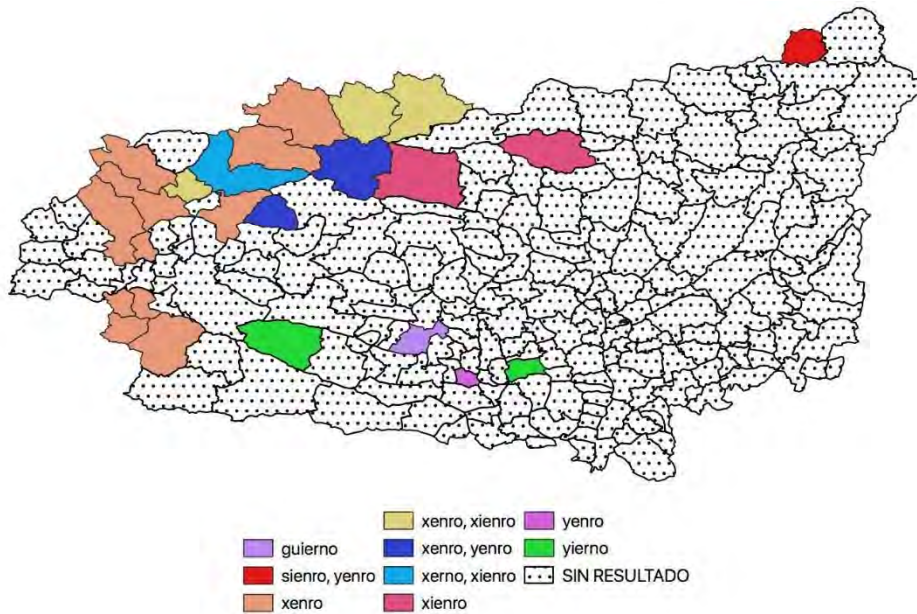 xenro, xienro yenro
guierno xenro, yenro yierno
sienro, yenro xerno, xienro SIN RESULTADO
xenro xienro